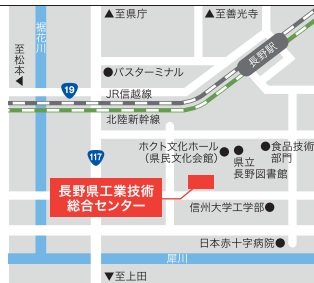 ▲至県庁
▲至善光寺
裾花川
至松本▲
長野駅
●バスターミナル
19
JR信越線
北陸新幹線
ホクト文化ホール
（県民文化会館）
●
●
県立
長野図書館
●食品技術
部門
117
長野県工業技術
総合センター
信州大学工学部●
日本赤十字病院●
犀川
▼至上田